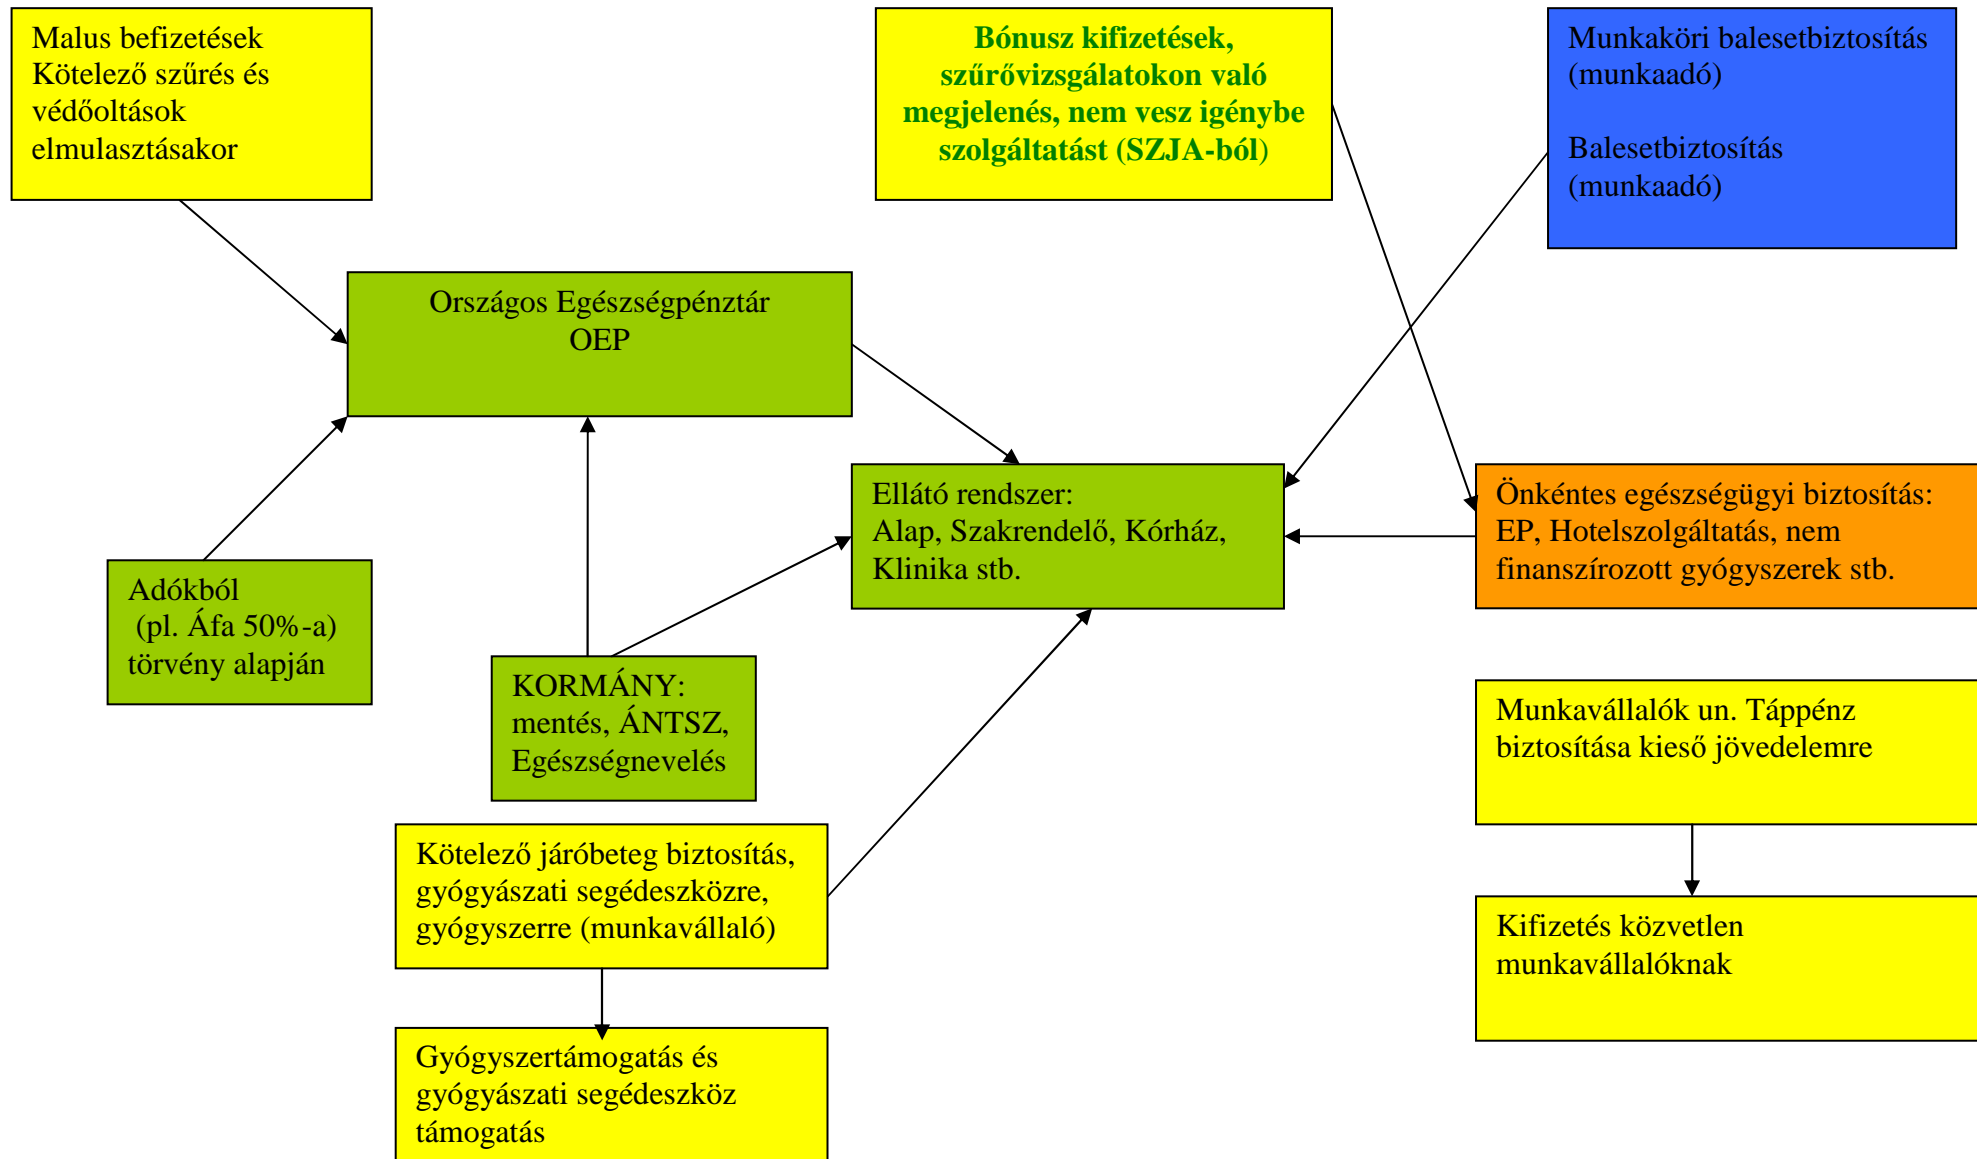 Malus befizetések
Kötelező szűrés és
védőoltások
elmulasztásakor
Bónusz kifizetések,
szűrővizsgálatokon való
megjelenés, nem vesz igénybe
szolgáltatást (SZJA-ból)
Munkaköri balesetbiztosítás
(munkaadó)
Balesetbiztosítás
(munkaadó)
Országos Egészségpénztár
OEP
Ellátó rendszer:
Alap, Szakrendelő, Kórház,
Klinika stb.
Önkéntes egészségügyi biztosítás:
EP, Hotelszolgáltatás, nem
finanszírozott gyógyszerek stb.
Adókból
(pl. Áfa 50%-a)
törvény alapján
KORMÁNY:
mentés, ÁNTSZ,
Egészségnevelés
Munkavállalók un. Táppénz
biztosítása kieső jövedelemre
Kötelező járóbeteg biztosítás,
gyógyászati segédeszközre,
gyógyszerre (munkavállaló)
Kifizetés közvetlen
munkavállalóknak
Gyógyszertámogatás és
gyógyászati segédeszköz
támogatás